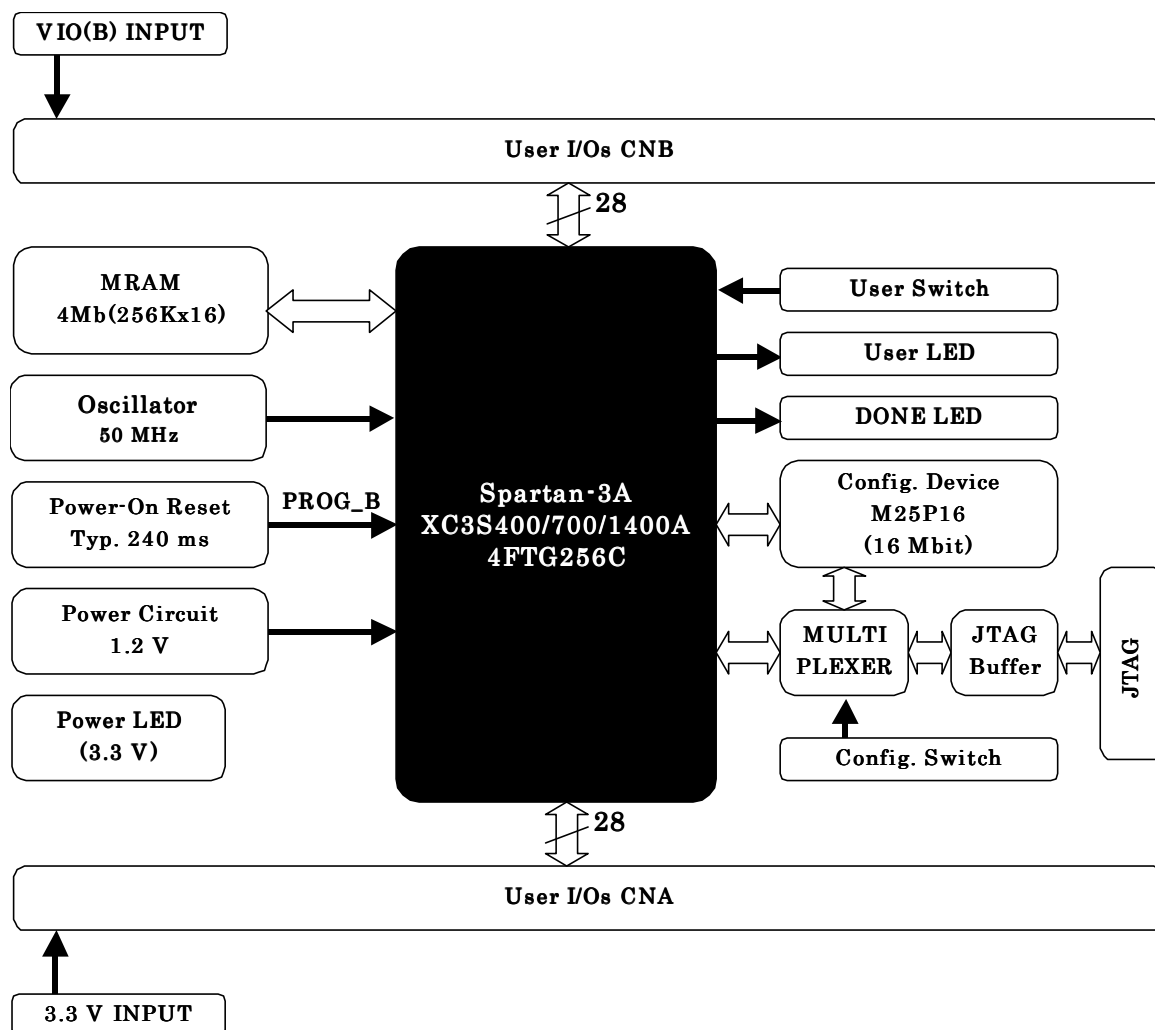 VIO(B) INPUT
User I/Os CNB
28
MRAM
4Mb(256Kx16)
Oscillator
50 MHz
Power-On Reset
Typ. 240 ms
PROG_B
Power Circuit
1.2 V
Power LED
(3.3 V)
Spartan-3A
XC3S400/700/1400A
4FTG256C
User Switch
User LED
DONE LED
Config. Device
M25P16
(16 Mbit)
MULTI
PLEXER
JTAG
Buffer
JTAG
Config. Switch
28
User I/Os CNA
3.3 V INPUT